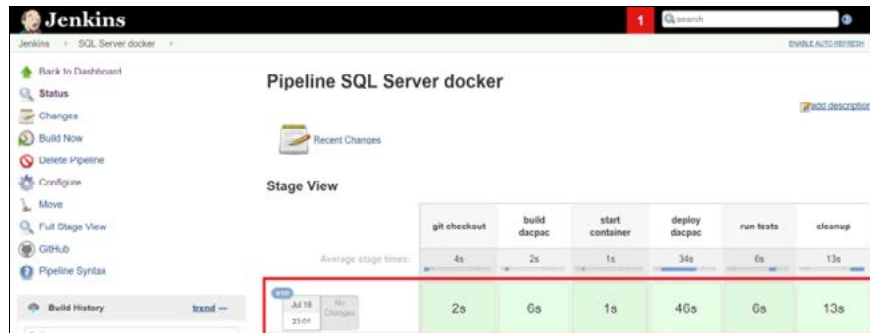 Jenkins
1
search
Jenkins
SQL Server docker
ENABLE AUTO REFRESH
Back to Dashboard
Status
Changes
Build Now
Delete Pipeline
Configure
Move
Full Stage View
GitHub
Pipeline Syntax
Build History
trend
Pipeline SQL Server docker
add description
Recent Changes
Stage View
git checkout
build
dacpac
start
container
deploy
dacpac
run tests
cleanup
Average stage times:
4s
2s
1s
34s
6s
13s
Jul 18
23:01
No
Changes
2s
6s
1s
46s
6s
13s